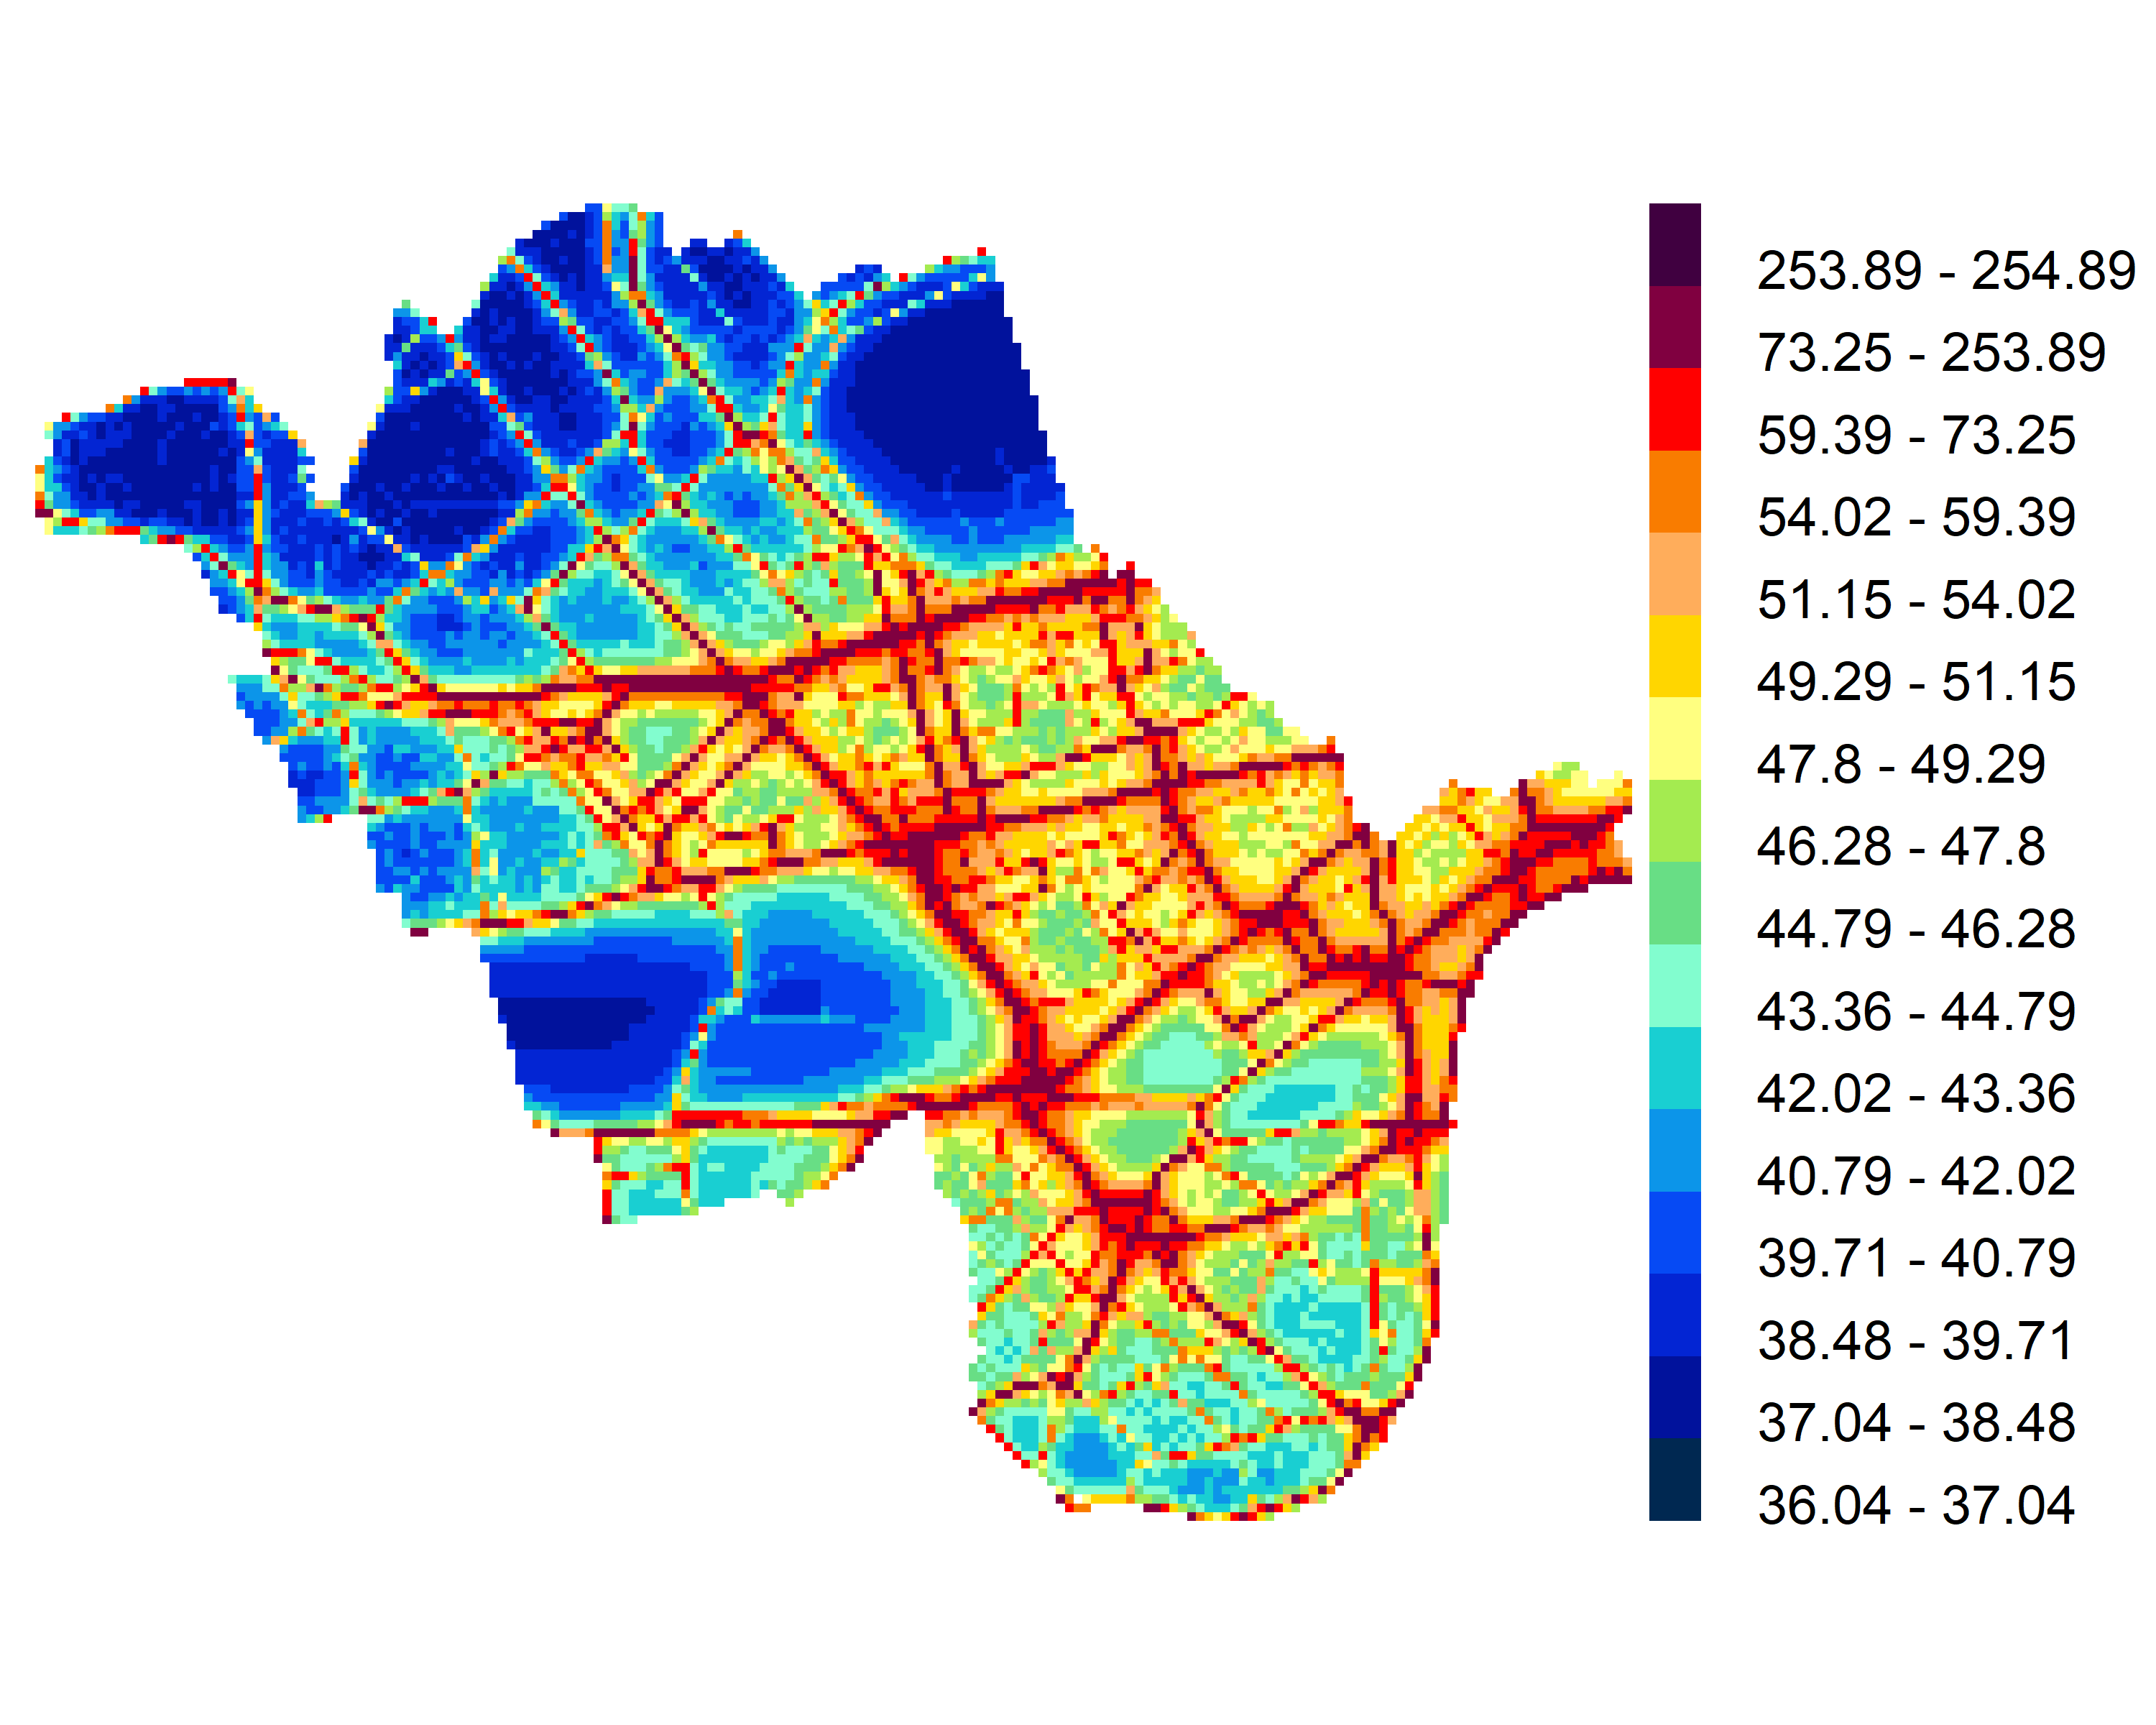 253.89 - 254.89
73.25 - 253.89
59.39 - 73.25
54.02 - 59.39
51.15 - 54.02
49.29 - 51.15
47.8 - 49.29
46.28 - 47.8
44.79 - 46.28
43.36 - 44.79
42.02 - 43.36
40.79 - 42.02
39.71 - 40.79
38.48 - 39.71
37.04 - 38.48
36.04 - 37.04